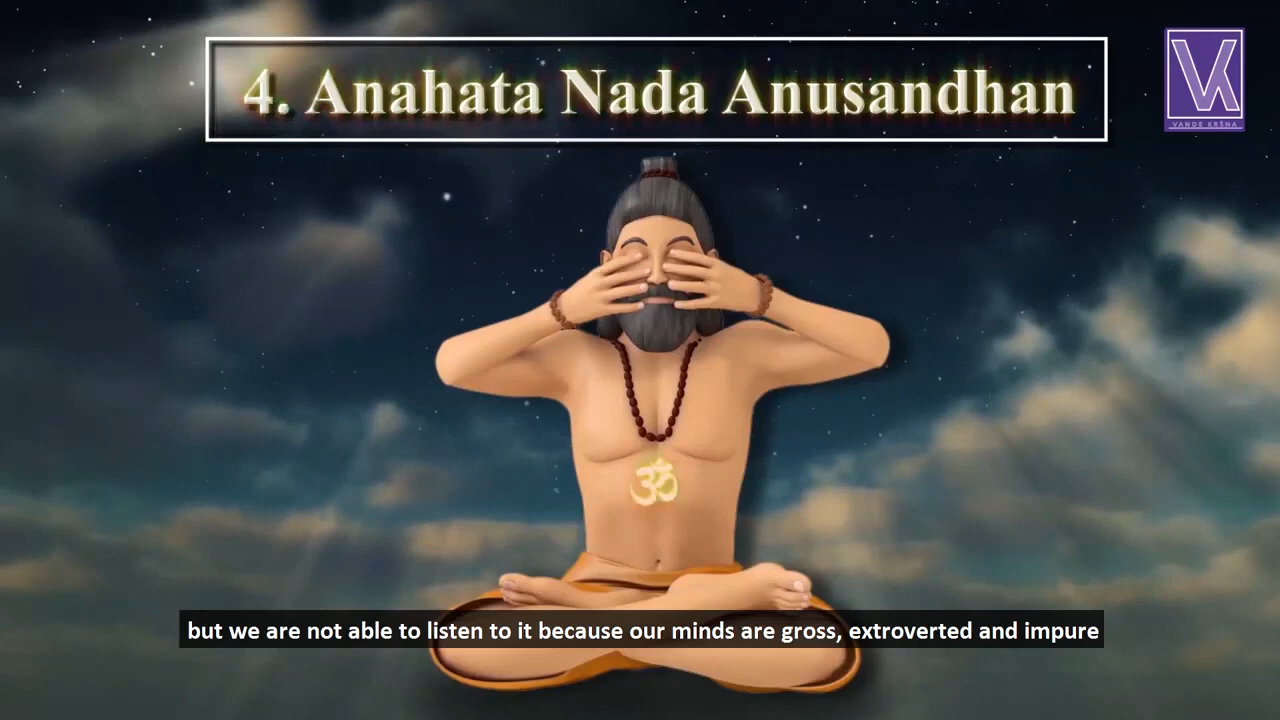 4. Anahata Nada Anusandhan
VK
VANDE KRŠNA
ॐ
but we are not able to listen to it because our minds are gross, extroverted and impure